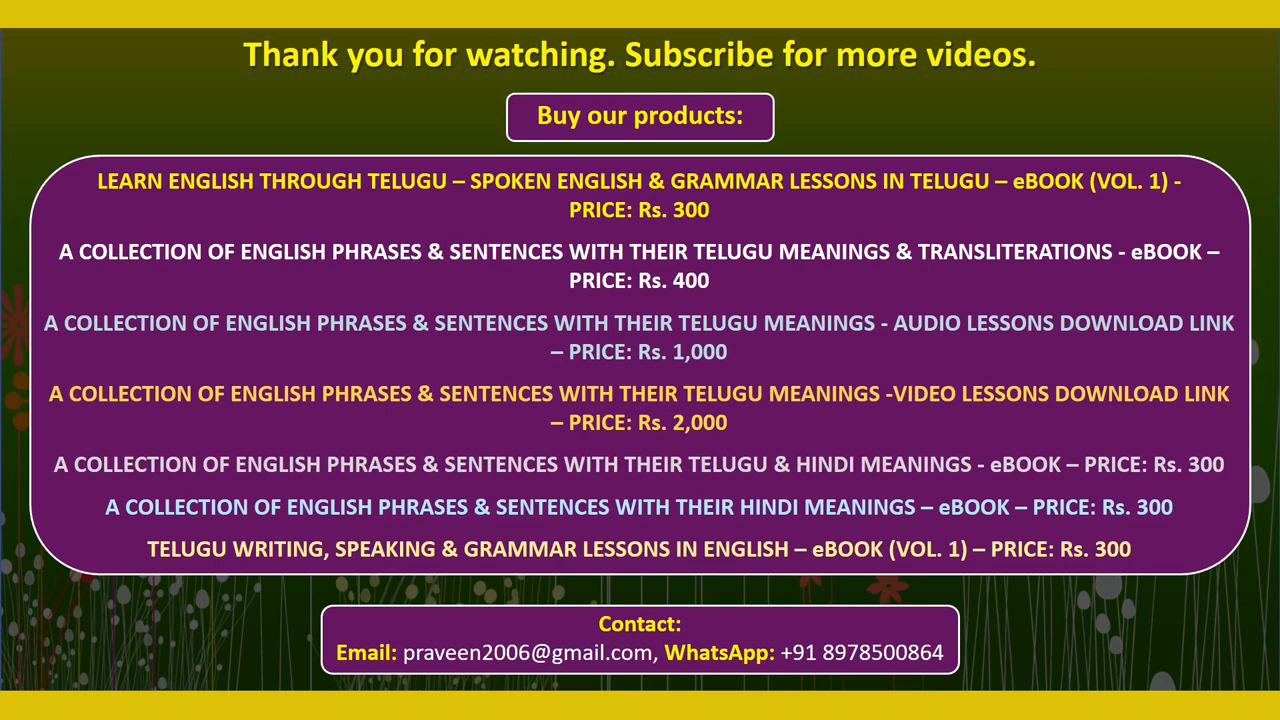 Thank you for watching. Subscribe for more videos.
Buy our products:
LEARN ENGLISH THROUGH TELUGU – SPOKEN ENGLISH & GRAMMAR LESSONS IN TELUGU – eBOOK (VOL. 1) -
PRICE: Rs. 300
A COLLECTION OF ENGLISH PHRASES & SENTENCES WITH THEIR TELUGU MEANINGS & TRANSLITERATIONS - eBOOK –
PRICE: Rs. 400
A COLLECTION OF ENGLISH PHRASES & SENTENCES WITH THEIR TELUGU MEANINGS - AUDIO LESSONS DOWNLOAD LINK
– PRICE: Rs. 1,000
A COLLECTION OF ENGLISH PHRASES & SENTENCES WITH THEIR TELUGU MEANINGS -VIDEO LESSONS DOWNLOAD LINK
– PRICE: Rs. 2,000
A COLLECTION OF ENGLISH PHRASES & SENTENCES WITH THEIR TELUGU & HINDI MEANINGS - eBOOK – PRICE: Rs. 300
A COLLECTION OF ENGLISH PHRASES & SENTENCES WITH THEIR HINDI MEANINGS – eBOOK – PRICE: Rs. 300
TELUGU WRITING, SPEAKING & GRAMMAR LESSONS IN ENGLISH – eBOOK (VOL. 1) – PRICE: Rs. 300
Contact:
Email: praveen2006@gmail.com, WhatsApp: +91 8978500864